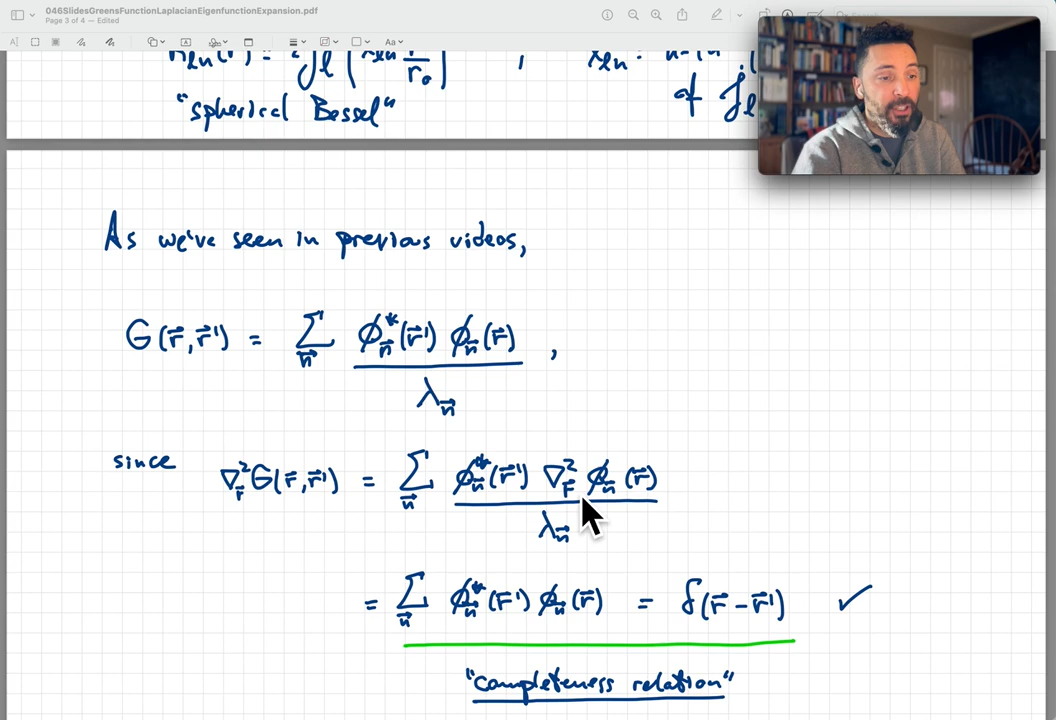 046SlidesGreensFunctionLaplacianEigenfunctionExpansion.pdf
Page 3 of 4 — Edited
"Spherical Bessel"
of
As we've seen in previous videos,
G(r⃗,r⃗') = Σ_n⃗ ϕ*_n⃗(r⃗') ϕ_n⃗(r⃗) / λ_n⃗ ,
since ∇²_r⃗ G(r⃗,r⃗') = Σ_n⃗ ϕ*_n⃗(r⃗') ∇²_r⃗ ϕ_n⃗(r⃗) / λ_n⃗
= Σ_n⃗ ϕ*_n⃗(r⃗') ϕ_n⃗(r⃗) = δ(r⃗ - r⃗') ✓
"completeness relation"